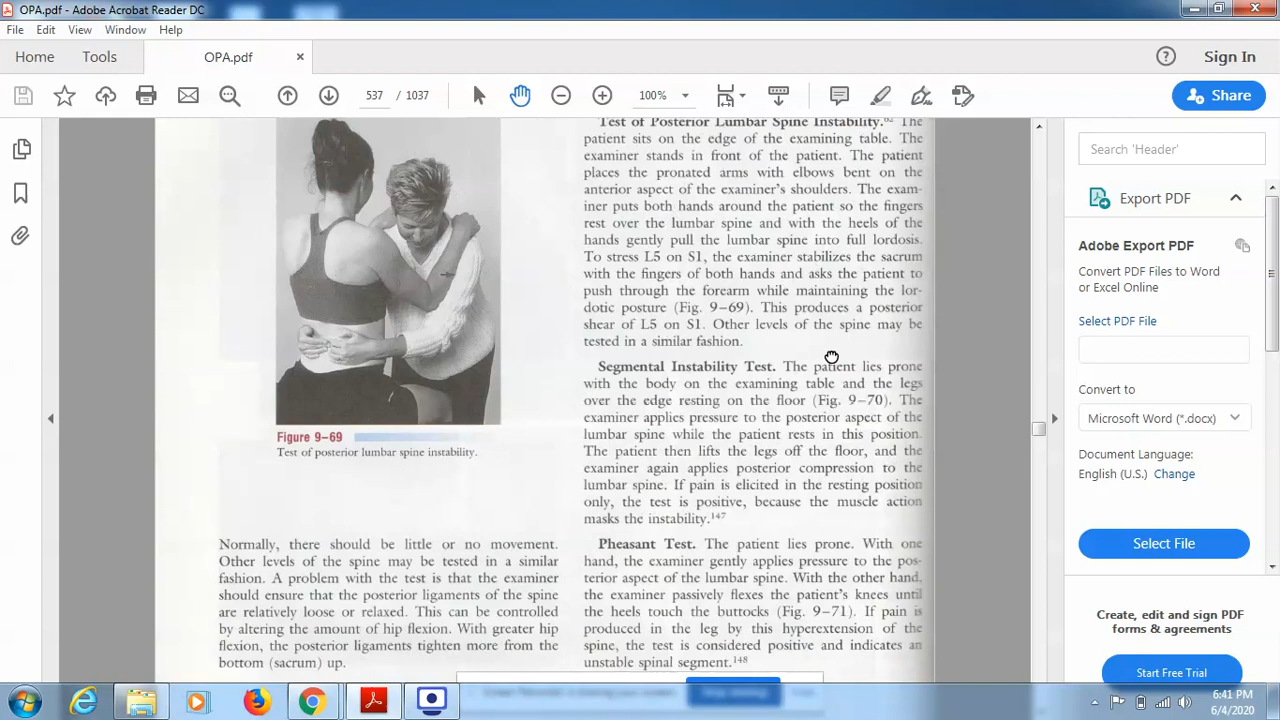 OPA.pdf - Adobe Acrobat Reader DC
File Edit View Window Help
Home Tools OPA.pdf × Sign In
537 / 1037 100% Share
Test of Posterior Lumbar Spine Instability. The
patient sits on the edge of the examining table. The
examiner stands in front of the patient. The patient
places the pronated arms with elbows bent on the
anterior aspect of the examiner's shoulders. The exam-
iner puts both hands around the patient so the fingers
rest over the lumbar spine and with the heels of the
hands gently pull the lumbar spine into full lordosis.
To stress L5 on S1, the examiner stabilizes the sacrum
with the fingers of both hands and asks the patient to
push through the forearm while maintaining the lor-
dotic posture (Fig. 9–69). This produces a posterior
shear of L5 on S1. Other levels of the spine may be
tested in a similar fashion.
Segmental Instability Test. The patient lies prone
with the body on the examining table and the legs
over the edge resting on the floor (Fig. 9–70). The
examiner applies pressure to the posterior aspect of the
lumbar spine while the patient rests in this position.
The patient then lifts the legs off the floor, and the
examiner again applies posterior compression to the
lumbar spine. If pain is elicited in the resting position
only, the test is positive, because the muscle action
masks the instability.147
Pheasant Test. The patient lies prone. With one
hand, the examiner gently applies pressure to the pos-
terior aspect of the lumbar spine. With the other hand,
the examiner passively flexes the patient's knees until
the heels touch the buttocks (Fig. 9–71). If pain is
produced in the leg by this hyperextension of the
spine, the test is considered positive and indicates an
unstable spinal segment.148
Figure 9–69
Test of posterior lumbar spine instability.
Normally, there should be little or no movement.
Other levels of the spine may be tested in a similar
fashion. A problem with the test is that the examiner
should ensure that the posterior ligaments of the spine
are relatively loose or relaxed. This can be controlled
by altering the amount of hip flexion. With greater hip
flexion, the posterior ligaments tighten more from the
bottom (sacrum) up.
Search 'Header'
Export PDF
Adobe Export PDF
Convert PDF Files to Word
or Excel Online
Select PDF File
Convert to
Microsoft Word (*.docx)
Document Language:
English (U.S.) Change
Select File
Create, edit and sign PDF
forms & agreements
Start Free Trial
6:41 PM
6/4/2020